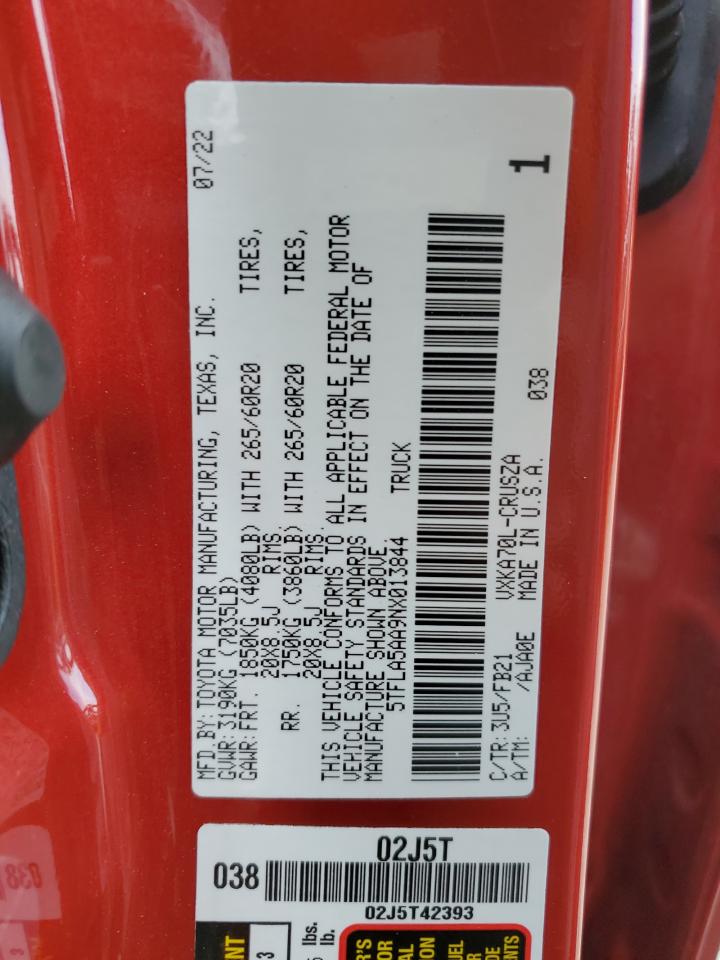 MFD.BY:TOYOTA MOTOR MANUFACTURING, TEXAS, INC. 07/22
GVWR:3190KG (7035LB)
GAWR:FRT. 1850KG (4080LB) WITH 265/60R20 TIRES,
20X8.5J RIMS.
RR. 1750KG (3860LB) WITH 265/60R20 TIRES,
20X8.5J RIMS.
THIS VEHICLE CONFORMS TO ALL APPLICABLE FEDERAL MOTOR
VEHICLE SAFETY STANDARDS IN EFFECT ON THE DATE OF
MANUFACTURE SHOWN ABOVE.
5TFLA5AA9NX013844 TRUCK
C/TR:3U5/FB21 VXKA70L-CRUSZA 038 1
A/TM: /AJA0E MADE IN U.S.A.
02J5T
038
02J5T42393
lbs.
lb.